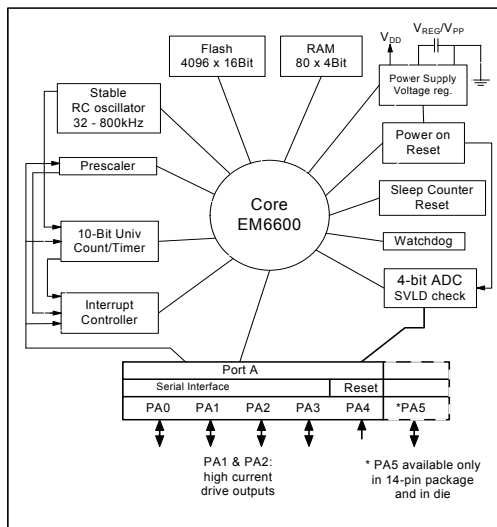 Flash
4096 x 16Bit
RAM
80 x 4Bit
VDD
VREG/VPP
Power Supply
Voltage reg.
Stable
RC oscillator
32 - 800kHz
Power on
Reset
Prescaler
Core
EM6600
Sleep Counter
Reset
10-Bit Univ
Count/Timer
Watchdog
4-bit ADC
SVLD check
Interrupt
Controller
Port A
Serial Interface
Reset
PA0 PA1 PA2 PA3 PA4 *PA5
PA1 & PA2:
high current
drive outputs
* PA5 available only
in 14-pin package
and in die